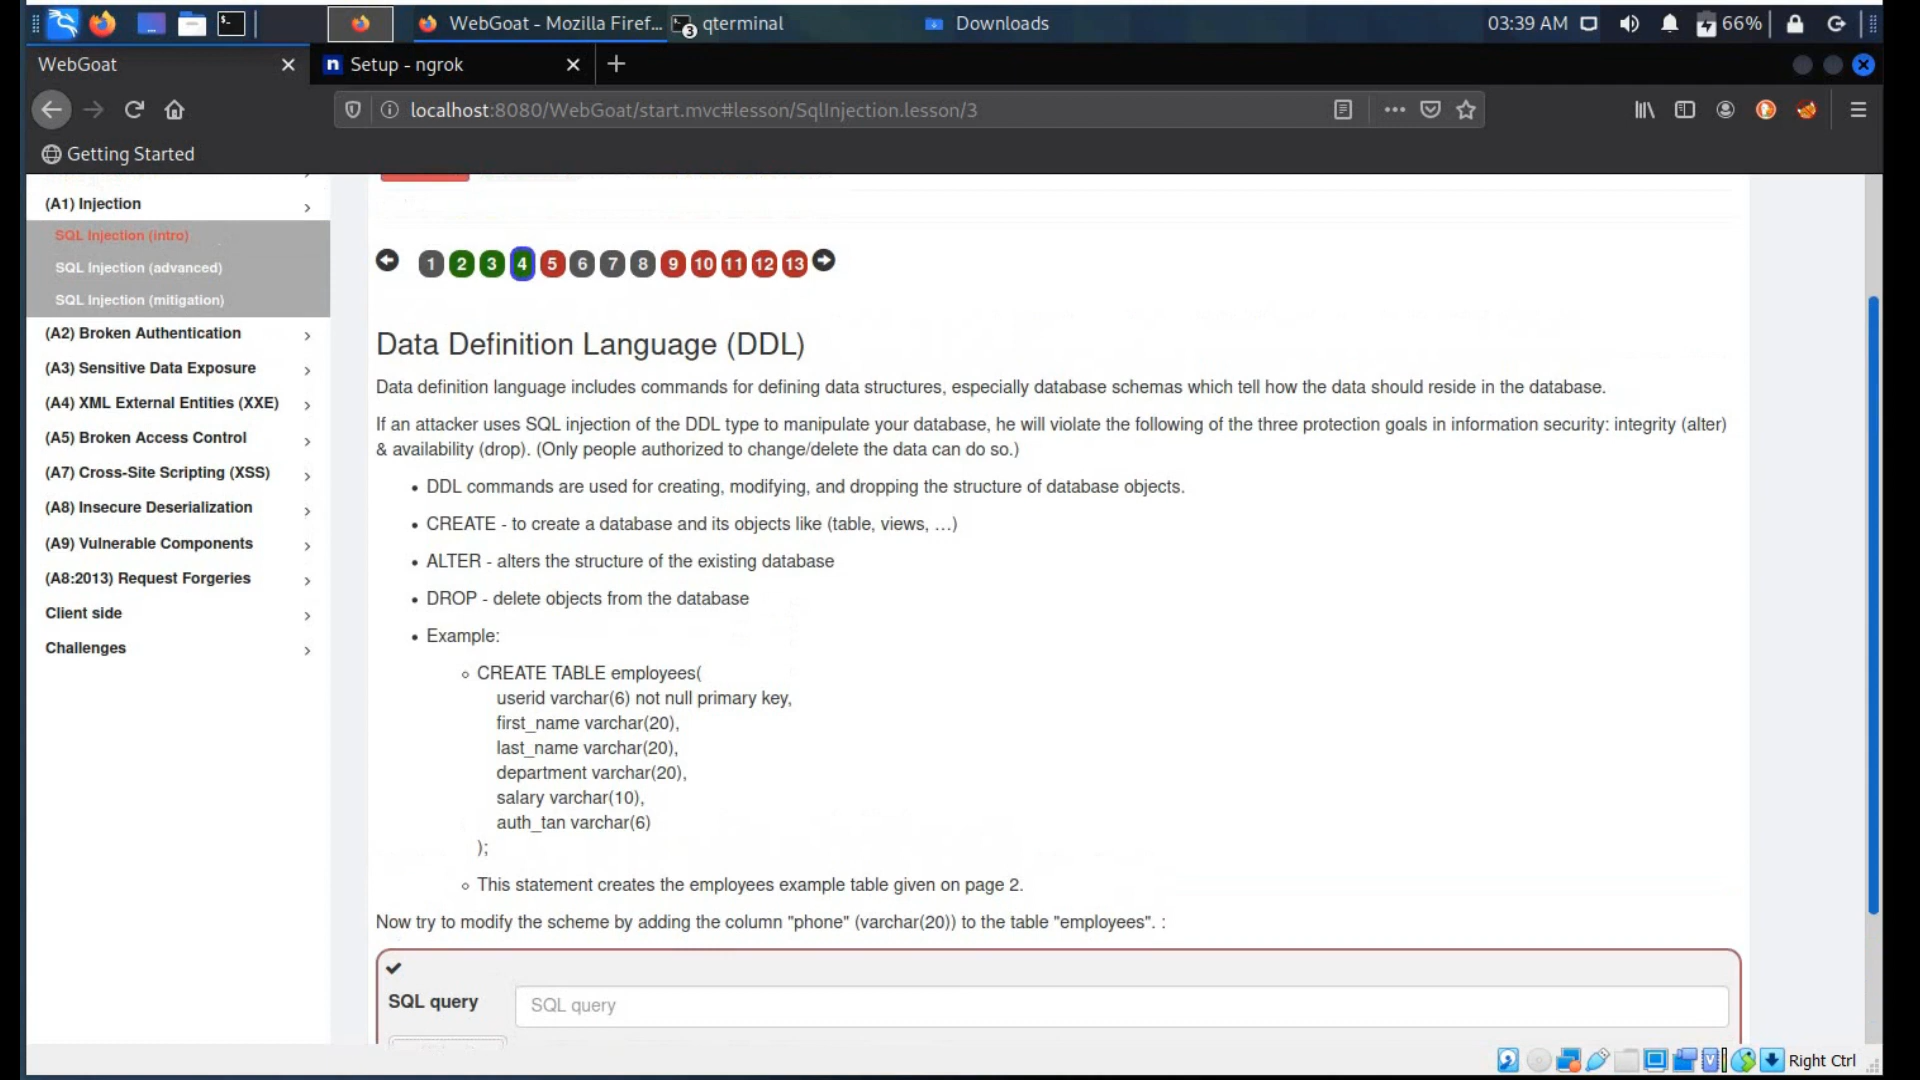 WebGoat - Mozilla Firef...
3
qterminal
Downloads
03:39 AM
66%
WebGoat
n Setup - ngrok
localhost:8080/WebGoat/start.mvc#lesson/SqlInjection.lesson/3
Getting Started
(A1) Injection
SQL Injection (intro)
SQL Injection (advanced)
SQL Injection (mitigation)
(A2) Broken Authentication
(A3) Sensitive Data Exposure
(A4) XML External Entities (XXE)
(A5) Broken Access Control
(A7) Cross-Site Scripting (XSS)
(A8) Insecure Deserialization
(A9) Vulnerable Components
(A8:2013) Request Forgeries
Client side
Challenges
1 2 3 4 5 6 7 8 9 10 11 12 13
Data Definition Language (DDL)
Data definition language includes commands for defining data structures, especially database schemas which tell how the data should reside in the database.
If an attacker uses SQL injection of the DDL type to manipulate your database, he will violate the following of the three protection goals in information security: integrity (alter)
& availability (drop). (Only people authorized to change/delete the data can do so.)
• DDL commands are used for creating, modifying, and dropping the structure of database objects.
• CREATE - to create a database and its objects like (table, views, …)
• ALTER - alters the structure of the existing database
• DROP - delete objects from the database
• Example:
◦ CREATE TABLE employees(
userid varchar(6) not null primary key,
first_name varchar(20),
last_name varchar(20),
department varchar(20),
salary varchar(10),
auth_tan varchar(6)
);
◦ This statement creates the employees example table given on page 2.
Now try to modify the scheme by adding the column "phone" (varchar(20)) to the table "employees". :
✔
SQL query
SQL query
Right Ctrl